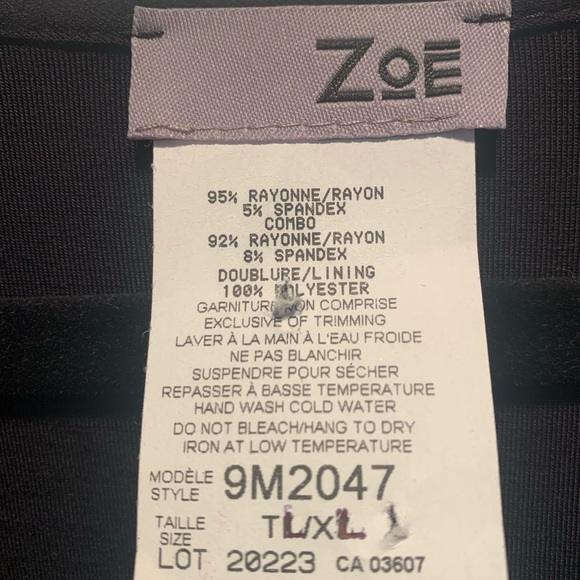 ZOE
95% RAYONNE/RAYON
5% SPANDEX
COMBO
92% RAYONNE/RAYON
8% SPANDEX
DOUBLURE/LINING
100% POLYESTER
GARNITURE NON COMPRISE
EXCLUSIVE OF TRIMMING
LAVER À LA MAIN À L'EAU FROIDE
NE PAS BLANCHIR
SUSPENDRE POUR SÉCHER
REPASSER À BASSE TEMPERATURE
HAND WASH COLD WATER
DO NOT BLEACH/HANG TO DRY
IRON AT LOW TEMPERATURE
MODÈLE
STYLE 9M2047
TAILLE
SIZE TL/XL
LOT 20223 CA 03607